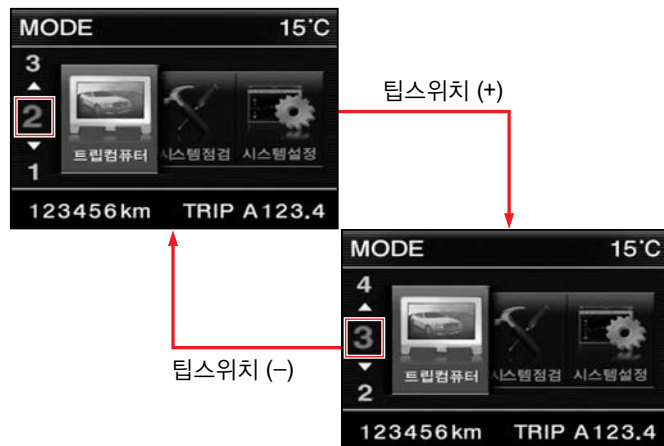 MODE 15°C
3
2
1
트립컴퓨터 시스템점검 시스템설정
123456km TRIP A123.4
팁스위치 (+)
MODE 15°C
4
3
2
트립컴퓨터 시스템점검 시스템설정
123456km TRIP A123.4
팁스위치 (–)